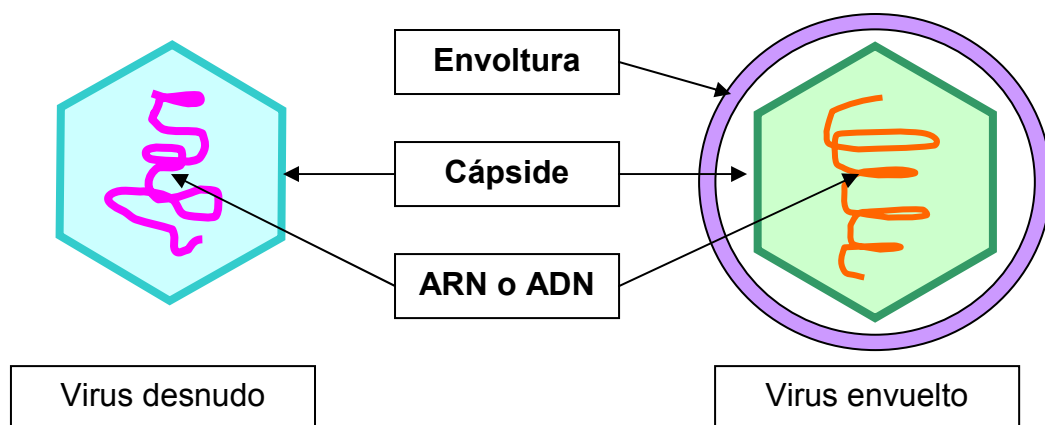 Envoltura
Cápside
ARN o ADN
Virus desnudo
Virus envuelto